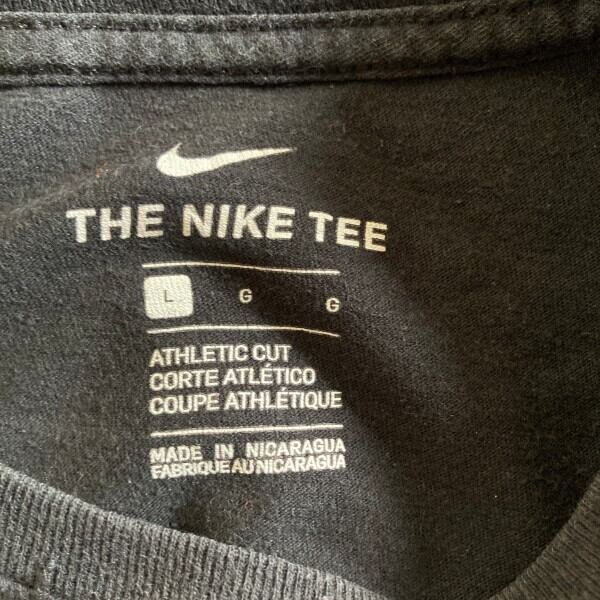 THE NIKE TEE
L G G
ATHLETIC CUT
CORTE ATLÉTICO
COUPE ATHLÉTIQUE
MADE IN NICARAGUA
FABRIQUE AU NICARAGUA